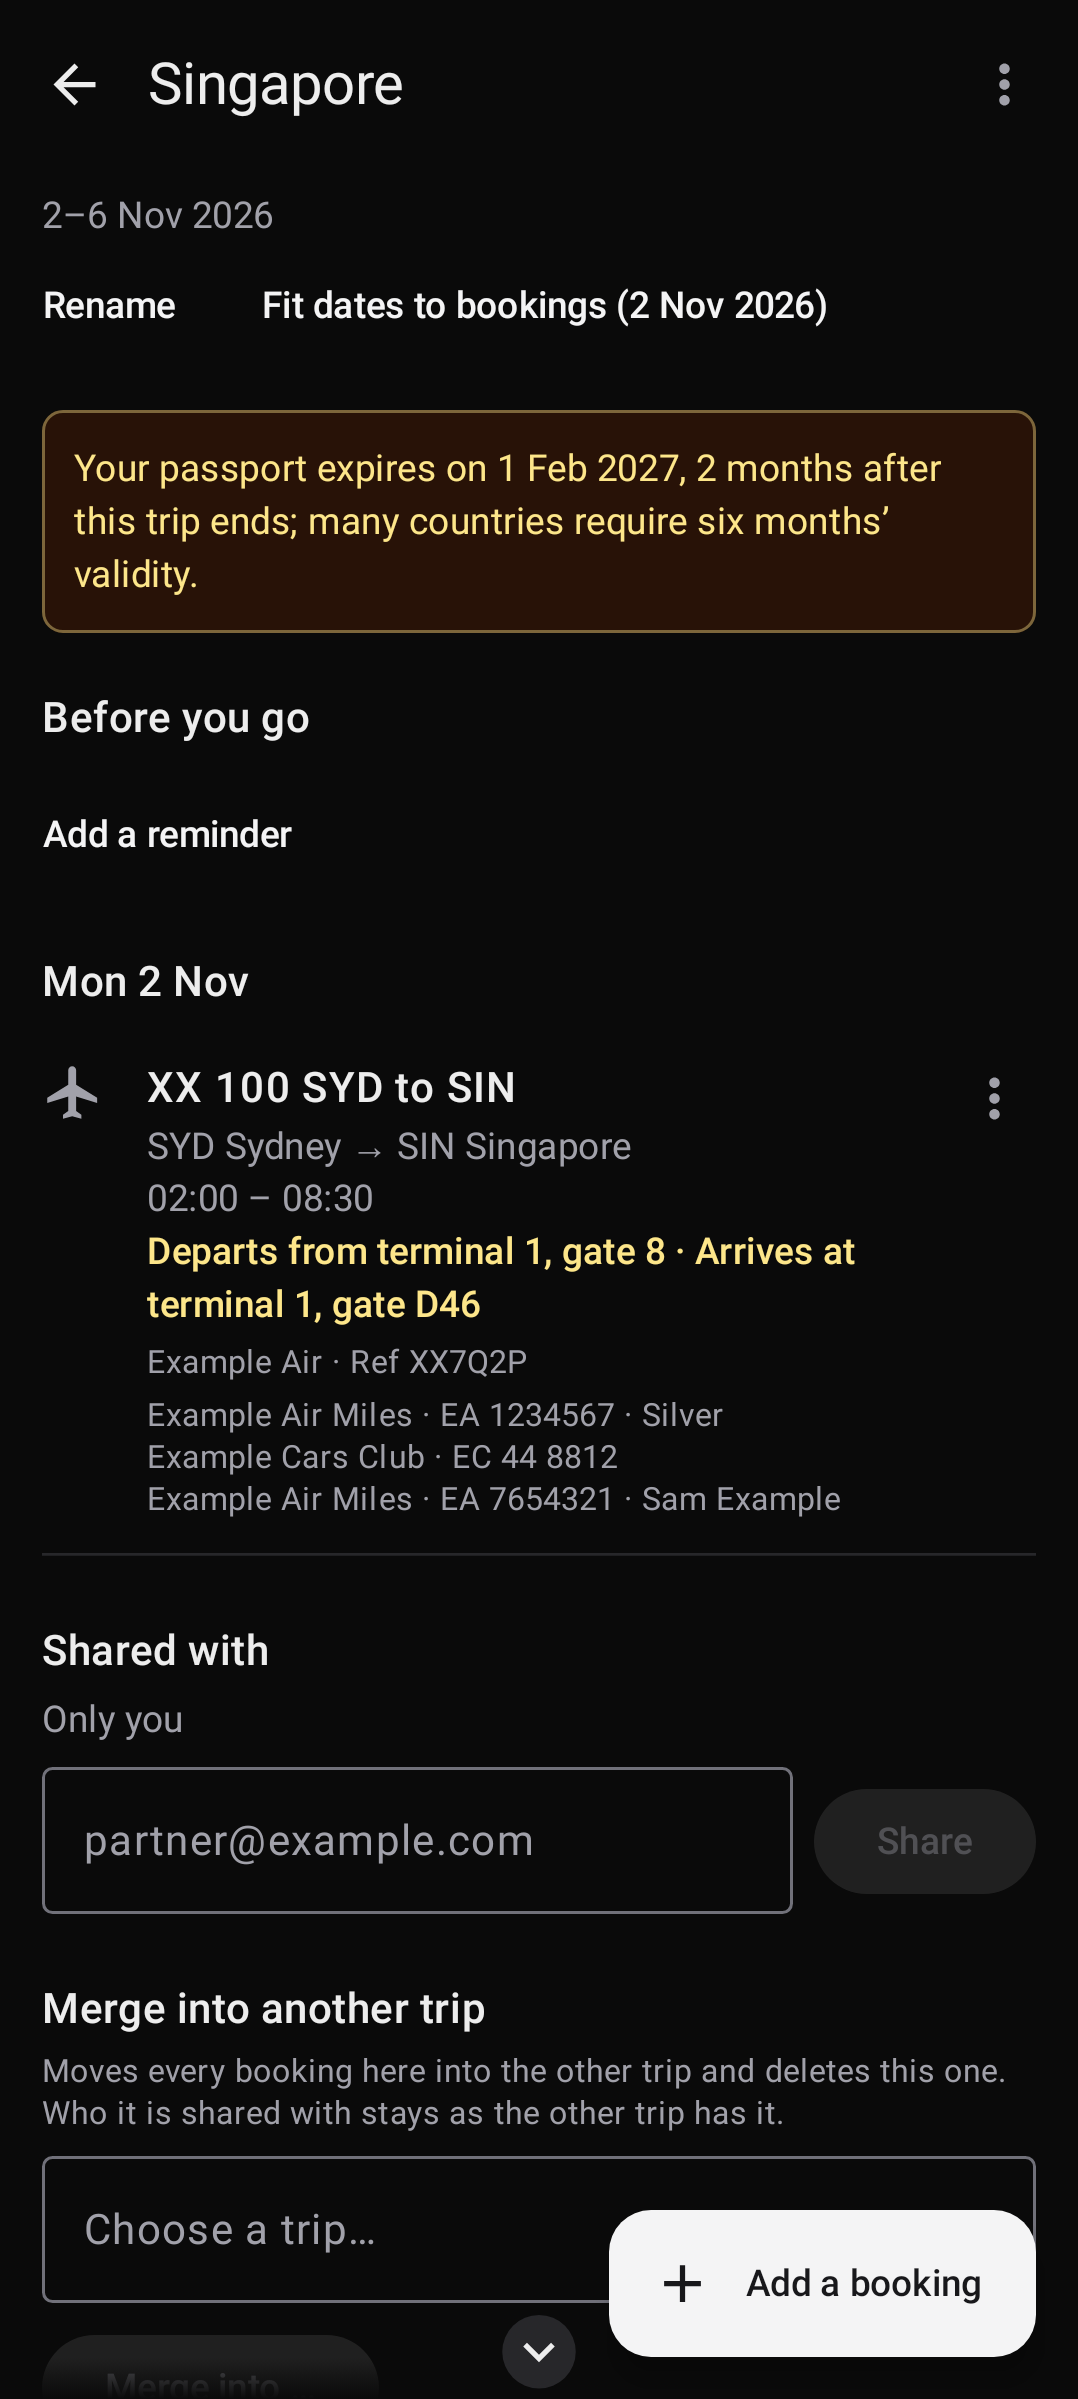 Singapore
2–6 Nov 2026
Rename
Fit dates to bookings (2 Nov 2026)
Your passport expires on 1 Feb 2027, 2 months after
this trip ends; many countries require six months’
validity.
Before you go
Add a reminder
Mon 2 Nov
XX 100 SYD to SIN
SYD Sydney → SIN Singapore
02:00 – 08:30
Departs from terminal 1, gate 8 · Arrives at
terminal 1, gate D46
Example Air · Ref XX7Q2P
Example Air Miles · EA 1234567 · Silver
Example Cars Club · EC 44 8812
Example Air Miles · EA 7654321 · Sam Example
Shared with
Only you
partner@example.com
Share
Merge into another trip
Moves every booking here into the other trip and deletes this one.
Who it is shared with stays as the other trip has it.
Choose a trip…
Add a booking
Merge into